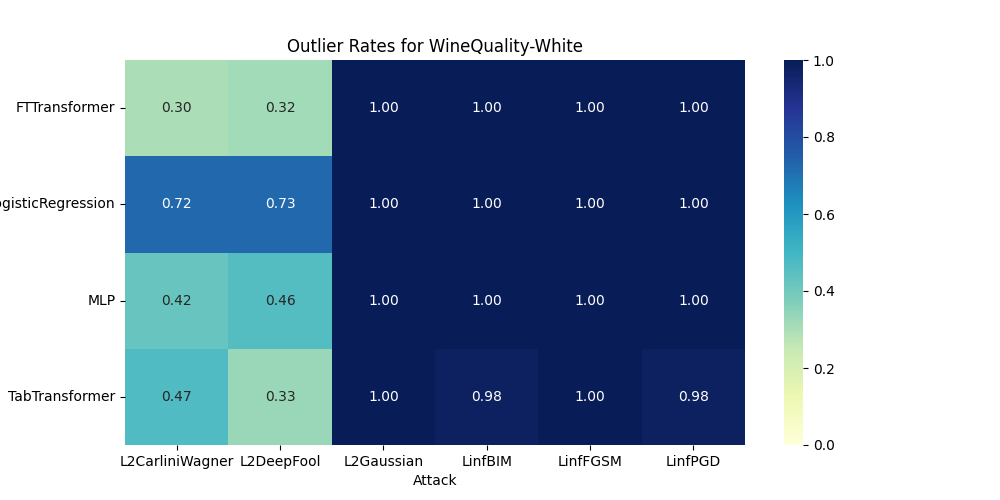 Outlier Rates for WineQuality-White
FTTransformer 0.30 0.32 1.00 1.00 1.00 1.00
ogisticRegression 0.72 0.73 1.00 1.00 1.00 1.00
MLP 0.42 0.46 1.00 1.00 1.00 1.00
TabTransformer 0.47 0.33 1.00 0.98 1.00 0.98
L2CarliniWagner L2DeepFool L2Gaussian LinfBIM LinfFGSM LinfPGD
Attack
1.0
0.8
0.6
0.4
0.2
0.0